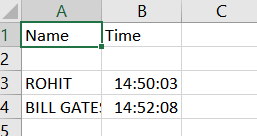 A B C
1 Name Time
2
3 ROHIT 14:50:03
4 BILL GATES 14:52:08
5